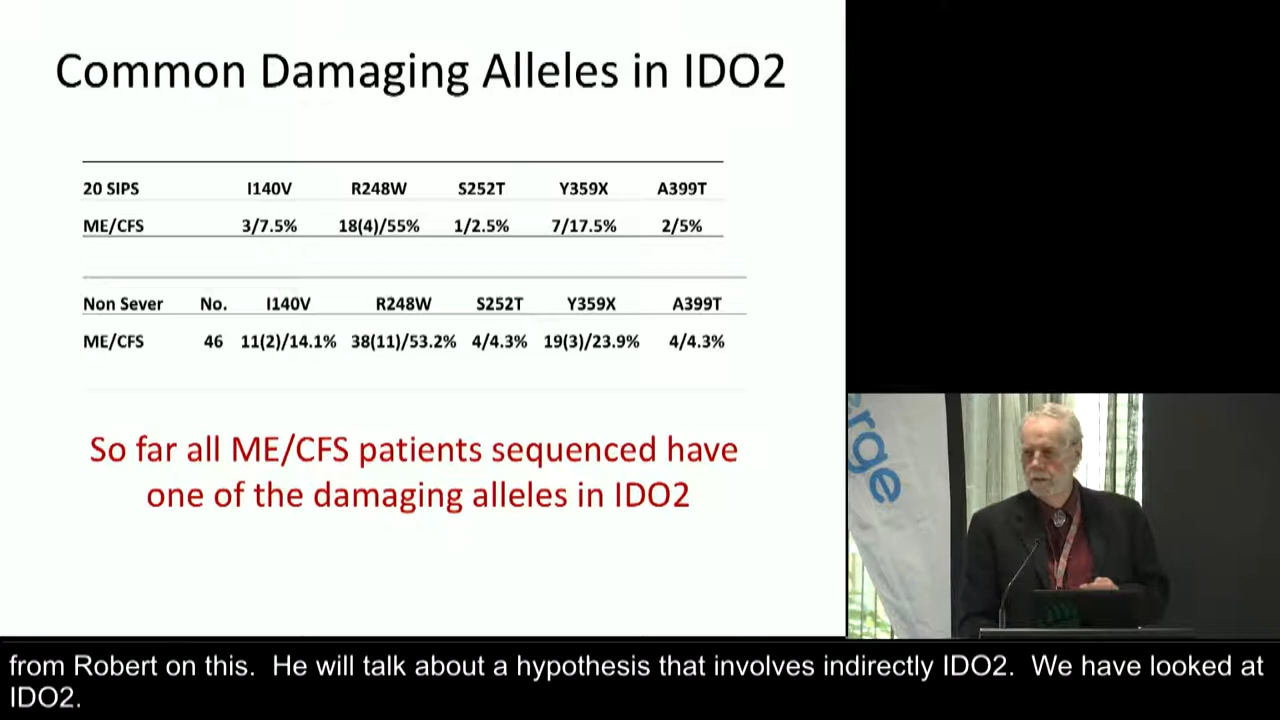 Common Damaging Alleles in IDO2
20 SIPS I140V R248W S252T Y359X A399T
ME/CFS 3/7.5% 18(4)/55% 1/2.5% 7/17.5% 2/5%
Non Sever No. I140V R248W S252T Y359X A399T
ME/CFS 46 11(2)/14.1% 38(11)/53.2% 4/4.3% 19(3)/23.9% 4/4.3%
So far all ME/CFS patients sequenced have
one of the damaging alleles in IDO2
erge
from Robert on this. He will talk about a hypothesis that involves indirectly IDO2. We have looked at
IDO2.